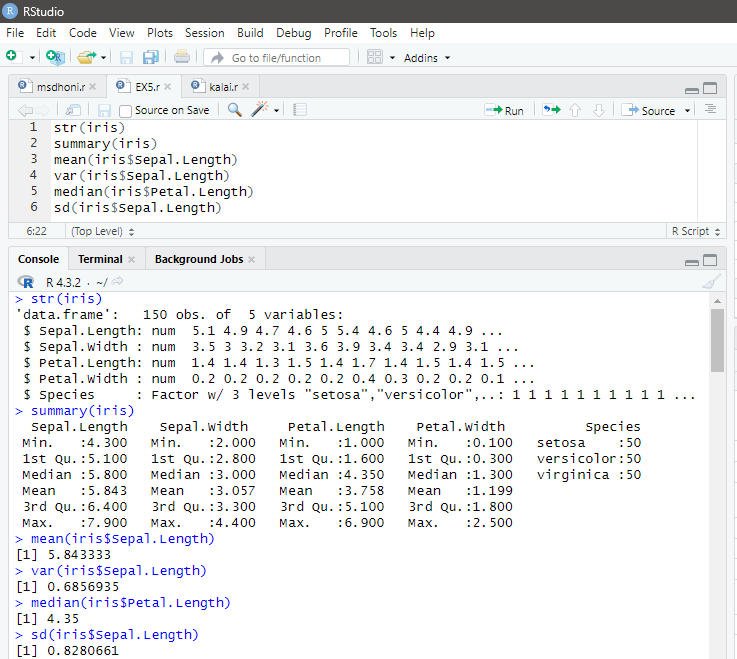 RStudio
File Edit Code View Plots Session Build Debug Profile Tools Help
Go to file/function Addins
msdhoni.r EX5.r kalai.r
Source on Save Run Source
1 str(iris)
2 summary(iris)
3 mean(iris$Sepal.Length)
4 var(iris$Sepal.Length)
5 median(iris$Petal.Length)
6 sd(iris$Sepal.Length)
6:22 (Top Level) R Script
Console Terminal Background Jobs
R 4.3.2 · ~/
> str(iris)
'data.frame':   150 obs. of  5 variables:
 $ Sepal.Length: num  5.1 4.9 4.7 4.6 5 5.4 4.6 5 4.4 4.9 ...
 $ Sepal.Width : num  3.5 3 3.2 3.1 3.6 3.9 3.4 3.4 2.9 3.1 ...
 $ Petal.Length: num  1.4 1.4 1.3 1.5 1.4 1.7 1.4 1.5 1.4 1.5 ...
 $ Petal.Width : num  0.2 0.2 0.2 0.2 0.2 0.4 0.3 0.2 0.2 0.1 ...
 $ Species     : Factor w/ 3 levels "setosa","versicolor",..: 1 1 1 1 1 1 1 1 1 1 ...
> summary(iris)
  Sepal.Length    Sepal.Width     Petal.Length    Petal.Width          Species
 Min.   :4.300   Min.   :2.000   Min.   :1.000   Min.   :0.100   setosa    :50
 1st Qu.:5.100   1st Qu.:2.800   1st Qu.:1.600   1st Qu.:0.300   versicolor:50
 Median :5.800   Median :3.000   Median :4.350   Median :1.300   virginica :50
 Mean   :5.843   Mean   :3.057   Mean   :3.758   Mean   :1.199
 3rd Qu.:6.400   3rd Qu.:3.300   3rd Qu.:5.100   3rd Qu.:1.800
 Max.   :7.900   Max.   :4.400   Max.   :6.900   Max.   :2.500
> mean(iris$Sepal.Length)
[1] 5.843333
> var(iris$Sepal.Length)
[1] 0.6856935
> median(iris$Petal.Length)
[1] 4.35
> sd(iris$Sepal.Length)
[1] 0.8280661